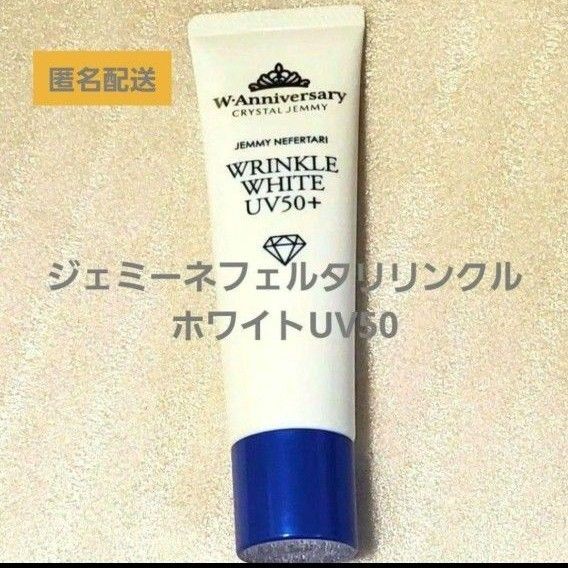 匿名配送
W·Anniversary
CRYSTAL JEMMY
JEMMY NEFERTARI
WRINKLE
WHITE
UV50+
ジェミーネフェルタリリンクル
ホワイトUV50